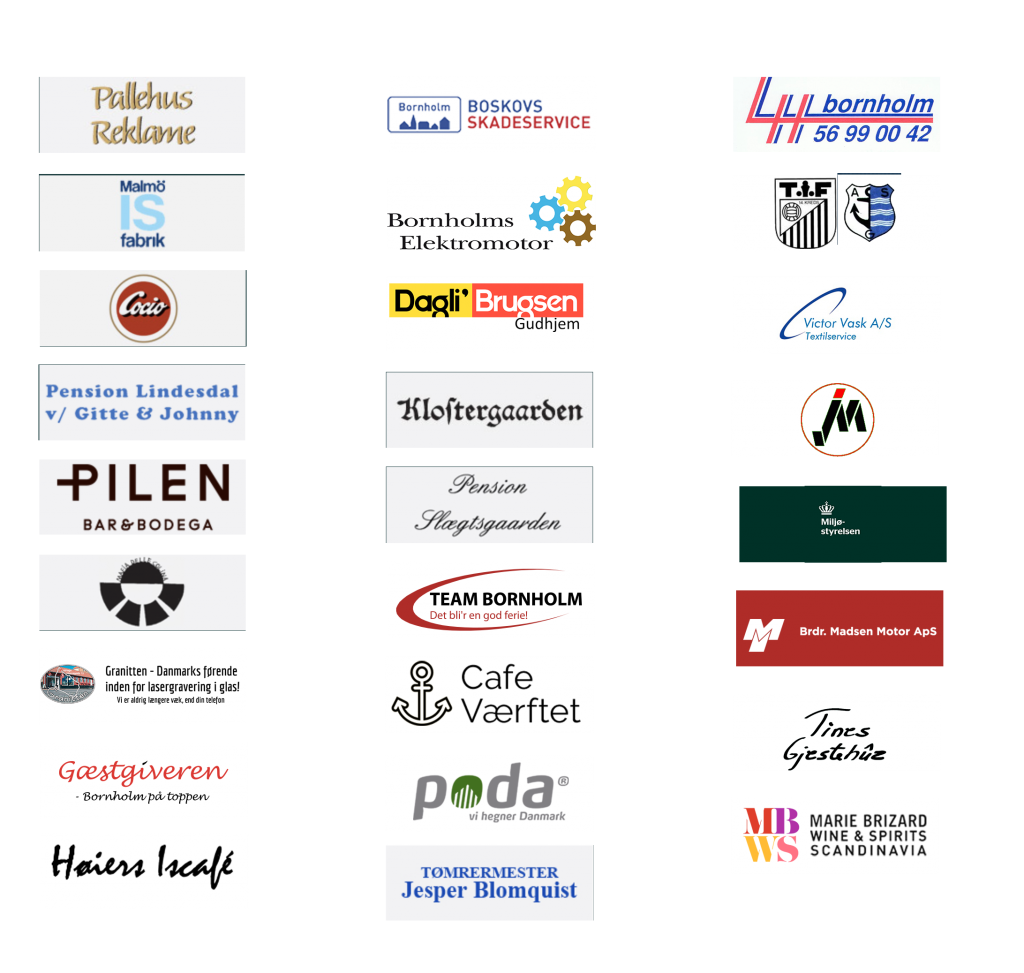 Pallehus
Reklame
Malmö
IS
fabrik
Cocio
Pension Lindesdal
v/ Gitte & Johnny
PILEN
BAR&BODEGA
Granitten - Danmarks førende
inden for lasergravering i glas!
Vi er aldrig længere væk, end din telefon
Gæstgiveren
- Bornholm på toppen
Høiers Iscafé
Bornholm
BOSKOVS
SKADESERVICE
Bornholms
Elektromotor
Dagli'Brugsen
Gudhjem
Kloſtergaarden
Pension
Slægtsgaarden
TEAM BORNHOLM
Det bli'r en god ferie!
Cafe
Værftet
poda®
vi hegner Danmark
TØMRERMESTER
Jesper Blomquist
LH bornholm
56 99 00 42
T.I.F
NL KREDS
A C S
G
Victor Vask A/S
Textilservice
JM
Miljø-
styrelsen
M
Brdr. Madsen Motor ApS
Tines
Gjestehûz
MB
WS
MARIE BRIZARD
WINE & SPIRITS
SCANDINAVIA